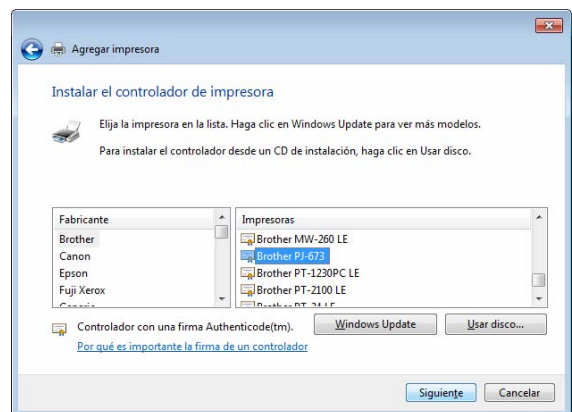 Agregar impresora
Instalar el controlador de impresora
Elija la impresora en la lista. Haga clic en Windows Update para ver más modelos.
Para instalar el controlador desde un CD de instalación, haga clic en Usar disco.
Fabricante
Brother
Canon
Epson
Fuji Xerox
Impresoras
Brother MW-260 LE
Brother PJ-673
Brother PT-1230PC LE
Brother PT-2100 LE
Controlador con una firma Authenticode(tm).
Windows Update
Usar disco...
Por qué es importante la firma de un controlador
Siguiente
Cancelar